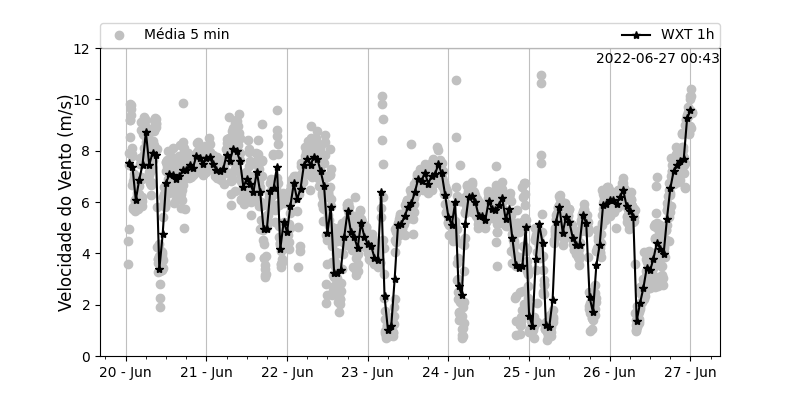 Média 5 min
WXT 1h
2022-06-27 00:43
Velocidade do Vento (m/s)
12
10
8
6
4
2
0
20 - Jun
21 - Jun
22 - Jun
23 - Jun
24 - Jun
25 - Jun
26 - Jun
27 - Jun